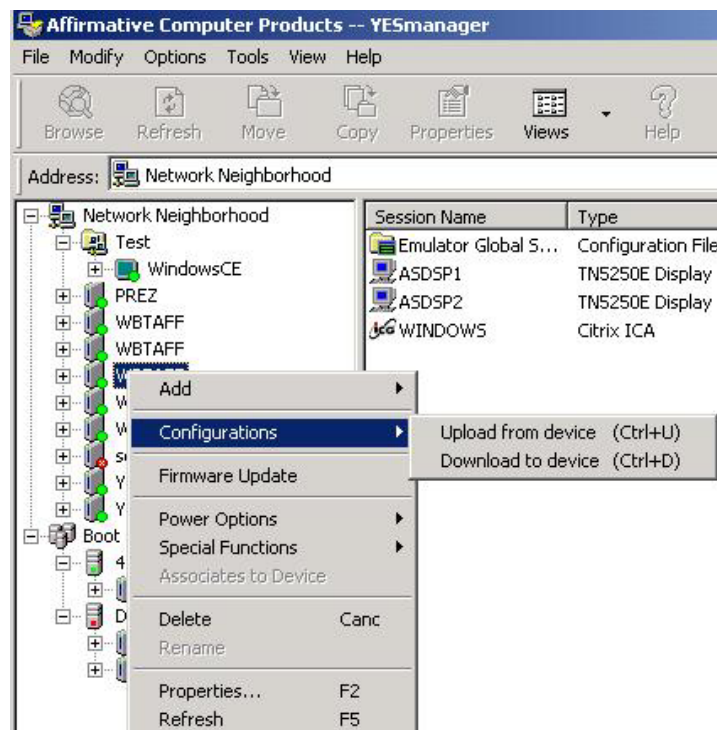 Affirmative Computer Products -- YESmanager
File Modify Options Tools View Help
Browse Refresh Move Copy Properties Views Help
Address: Network Neighborhood
Network Neighborhood
Test
WindowsCE
PREZ
WBTAFF
WBTAFF
Boot
4
D
Session Name Type
Emulator Global S... Configuration File
ASDSP1 TN5250E Display
ASDSP2 TN5250E Display
WINDOWS Citrix ICA
Add
Configurations
Firmware Update
Power Options
Special Functions
Associates to Device
Delete Canc
Rename
Properties... F2
Refresh F5
Upload from device (Ctrl+U)
Download to device (Ctrl+D)